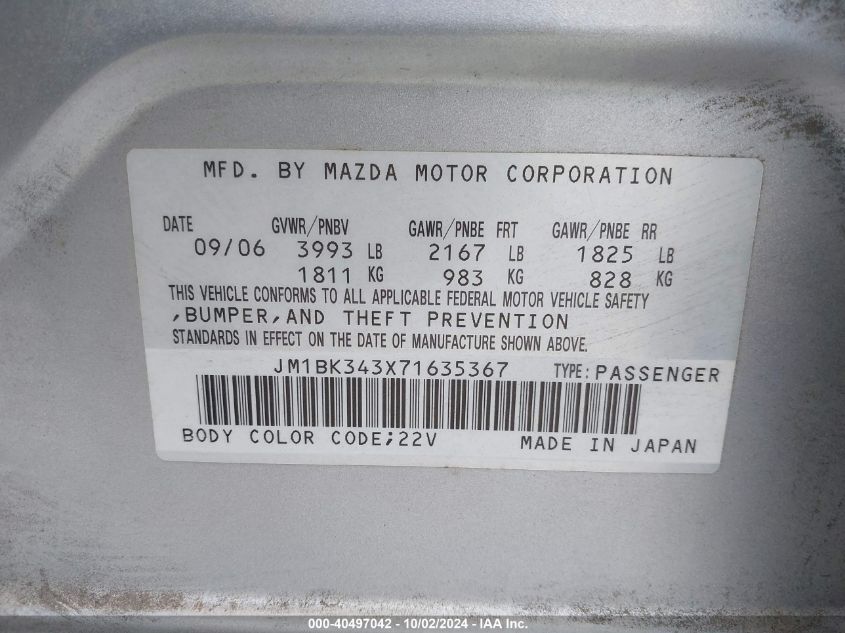 MFD. BY MAZDA MOTOR CORPORATION
DATE GVWR/PNBV GAWR/PNBE FRT GAWR/PNBE RR
09/06 3993 LB 2167 LB 1825 LB
1811 KG 983 KG 828 KG
THIS VEHICLE CONFORMS TO ALL APPLICABLE FEDERAL MOTOR VEHICLE SAFETY
,BUMPER,AND THEFT PREVENTION
STANDARDS IN EFFECT ON THE DATE OF MANUFACTURE SHOWN ABOVE.
JM1BK343X71635367 TYPE:PASSENGER
BODY COLOR CODE;22V MADE IN JAPAN
000-40497042 - 10/02/2024 - IAA Inc.